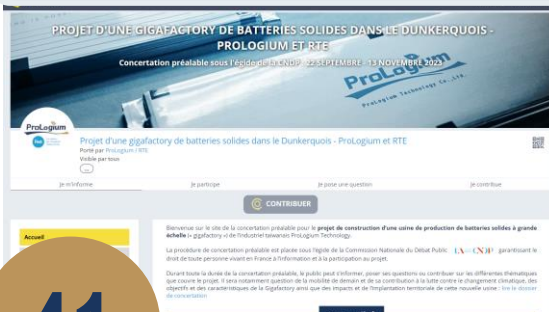 PROJET D'UNE GIGAFACTORY DE BATTERIES SOLIDES DANS LE DUNKERQUOIS -
PROLOGIUM ET RTE
Concertation préalable sous l'égide de la CNDP - 22 SEPTEMBRE - 13 NOVEMBRE 2023
ProLogium
ProLogium Technology Co., Ltd.
ProLogium
Rte
Projet d'une gigafactory de batteries solides dans le Dunkerquois - ProLogium et RTE
Porté par ProLogium / RTE
Visible par tous
Je m'informe
Je participe
Je pose une question
Je contribue
CONTRIBUER
Accueil
Bienvenue sur le site de la concertation préalable pour le projet de construction d'une usine de production de batteries solides à grande
échelle (« gigafactory ») de l'industriel taiwanais ProLogium Technology.
La procédure de concertation préalable est placée sous l'égide de la Commission Nationale du Débat Public garantissant le
droit de toute personne vivant en France à l'information et à la participation au projet.
Durant toute la durée de la concertation préalable, le public peut s'informer, poser ses questions ou contribuer sur les différentes thématiques
que couvre le projet. Il sera notamment question de la mobilité de demain et de sa contribution à la lutte contre le changement climatique, des
objectifs et des caractéristiques de la Gigafactory ainsi que des impacts et de l'implantation territoriale de cette nouvelle usine : lire le dossier
de concertation
41